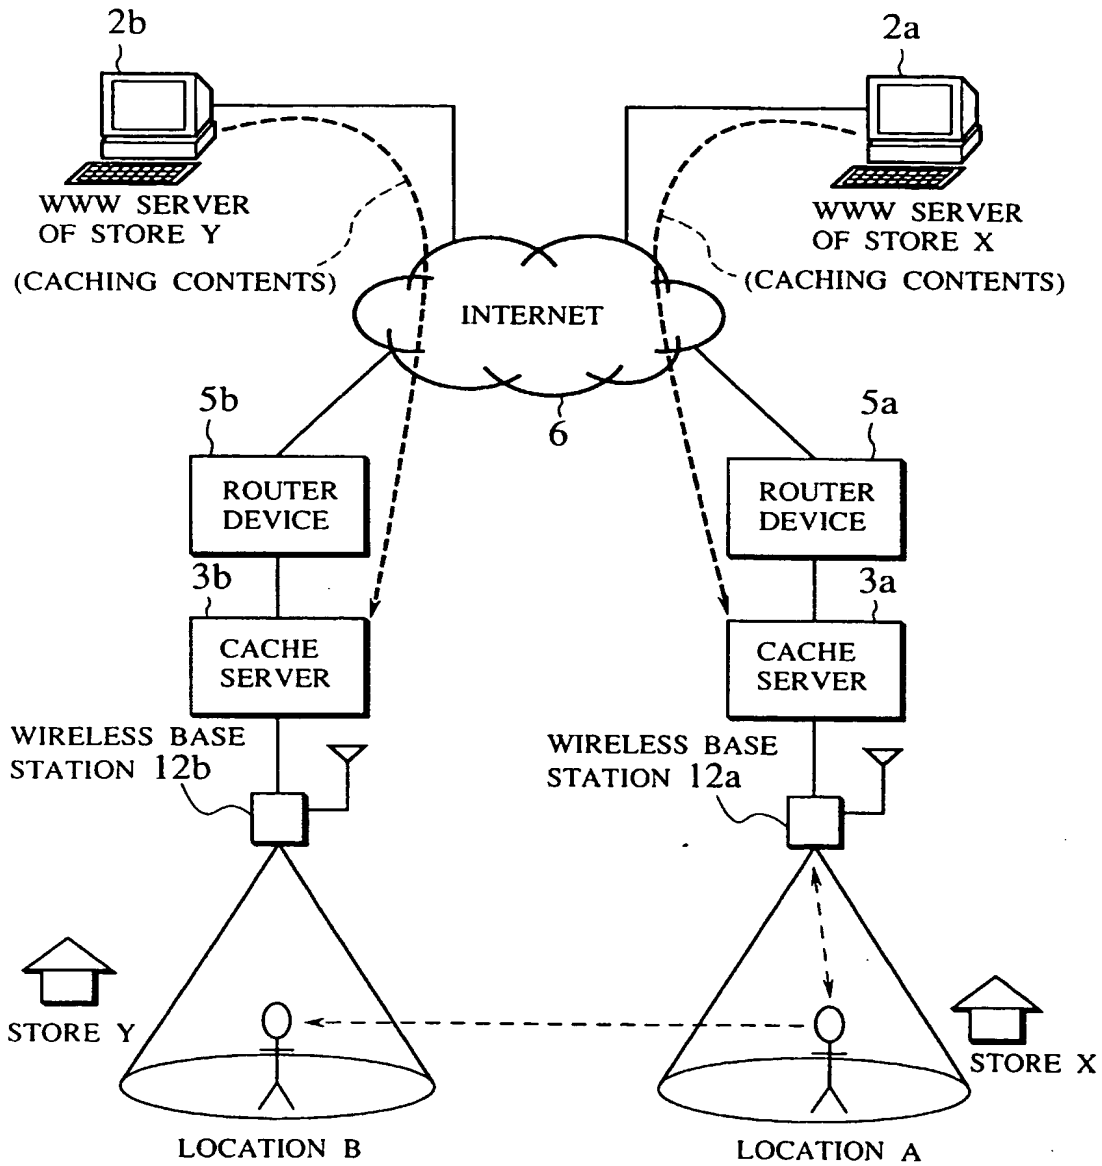 2b
2a
WWW SERVER
OF STORE Y
(CACHING CONTENTS)
WWW SERVER
OF STORE X
(CACHING CONTENTS)
INTERNET
6
5b
5a
ROUTER
DEVICE
ROUTER
DEVICE
3b
3a
CACHE
SERVER
CACHE
SERVER
WIRELESS BASE
STATION 12b
WIRELESS BASE
STATION 12a
STORE Y
STORE X
LOCATION B
LOCATION A